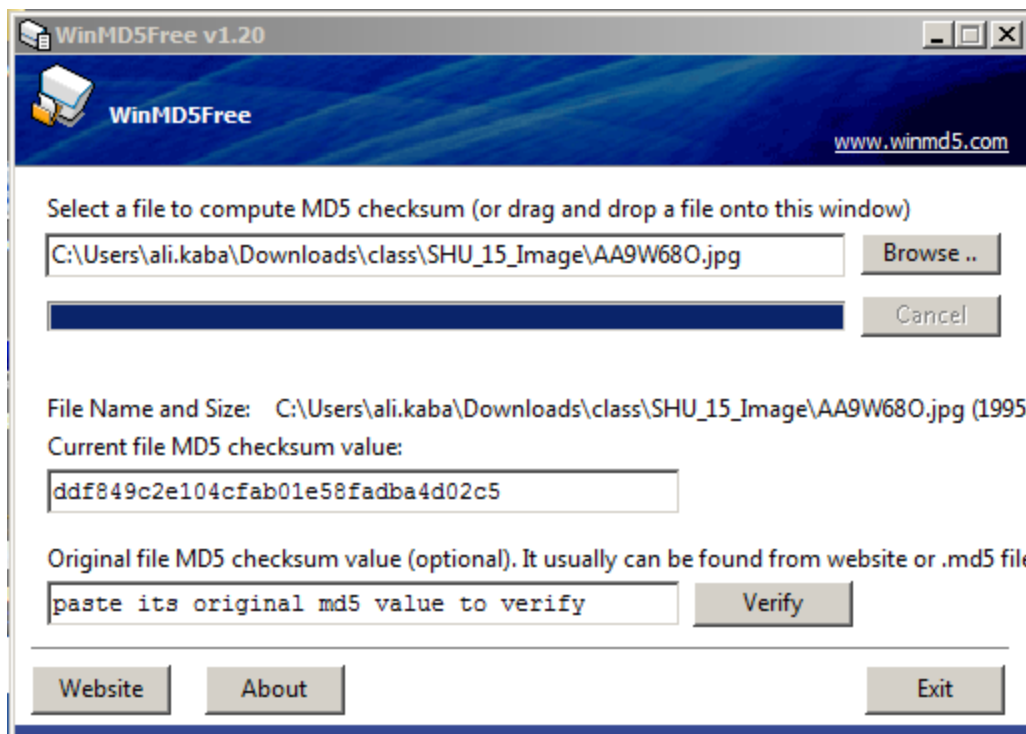 WinMD5Free v1.20
WinMD5Free
www.winmd5.com
Select a file to compute MD5 checksum (or drag and drop a file onto this window)
C:\Users\ali.kaba\Downloads\class\SHU_15_Image\AA9W68O.jpg Browse ..
Cancel
File Name and Size: C:\Users\ali.kaba\Downloads\class\SHU_15_Image\AA9W68O.jpg (1995
Current file MD5 checksum value:
ddf849c2e104cfab01e58fadba4d02c5
Original file MD5 checksum value (optional). It usually can be found from website or .md5 file
paste its original md5 value to verify Verify
Website About Exit